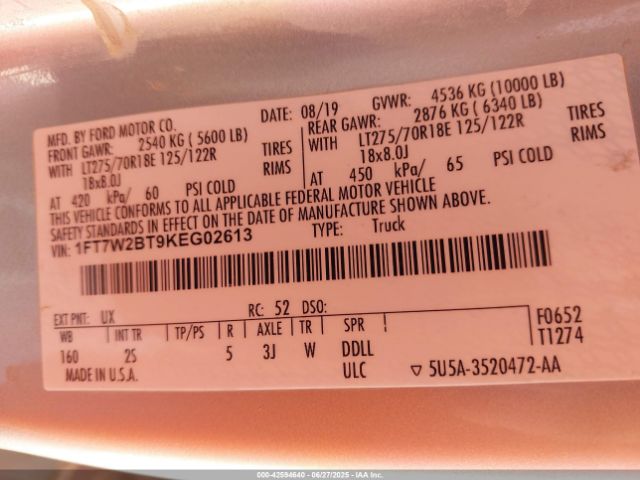 MFD. BY FORD MOTOR CO. DATE: 08/19 GVWR: 4536 KG (10000 LB)
FRONT GAWR: 2540 KG ( 5600 LB) REAR GAWR: 2876 KG ( 6340 LB)
WITH LT275/70R18E 125/122R TIRES WITH LT275/70R18E 125/122R TIRES
18x8.0J RIMS 18x8.0J RIMS
AT 420 kPa/ 60 PSI COLD AT 450 kPa/ 65 PSI COLD
THIS VEHICLE CONFORMS TO ALL APPLICABLE FEDERAL MOTOR VEHICLE
SAFETY STANDARDS IN EFFECT ON THE DATE OF MANUFACTURE SHOWN ABOVE.
VIN: 1FT7W2BT9KEG02613 TYPE: Truck
EXT PNT: UX RC: 52 DSO:
WB INT TR TP/PS R AXLE TR SPR F0652
160 2S 5 3J W DDLL T1274
MADE IN U.S.A. ULC ▽ 5U5A-3520472-AA
000-42594640 - 06/27/2025 - IAA Inc.